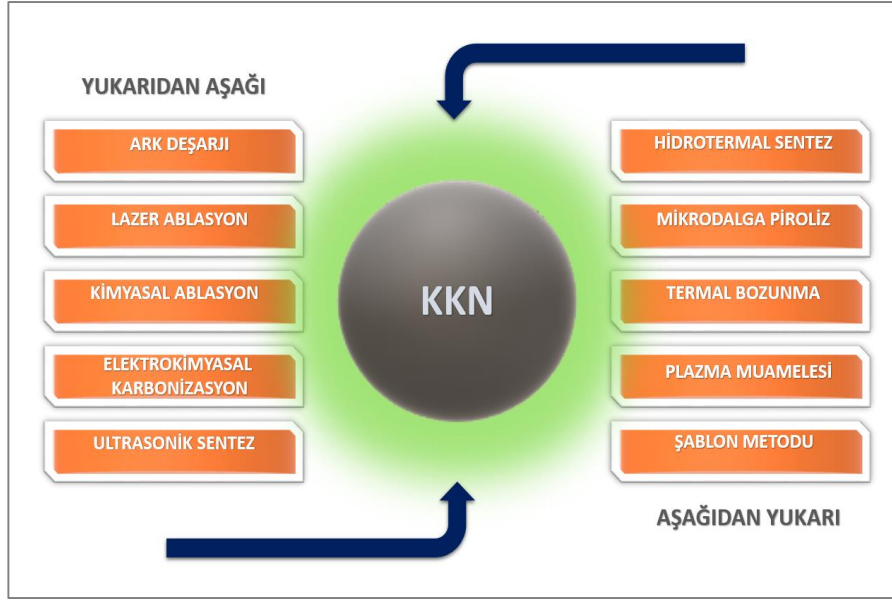 YUKARIDAN AŞAĞI
ARK DEŞARJI
LAZER ABLASYON
KİMYASAL ABLASYON
ELEKTROKİMYASAL
KARBONİZASYON
ULTRASONİK SENTEZ
KKN
HİDROTERMAL SENTEZ
MİKRODALGA PİROLİZ
TERMAL BOZUNMA
PLAZMA MUAMELESİ
ŞABLON METODU
AŞAĞIDAN YUKARI